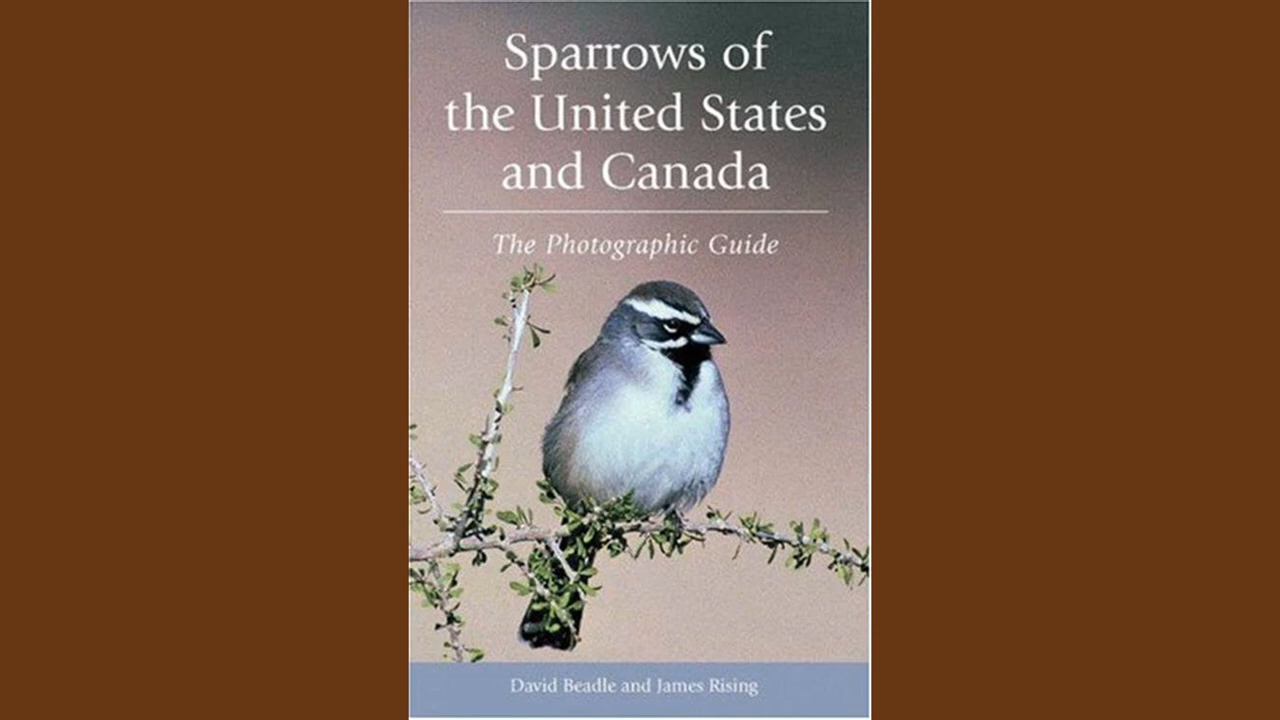 Sparrows of
the United States
and Canada
The Photographic Guide
David Beadle and James Rising